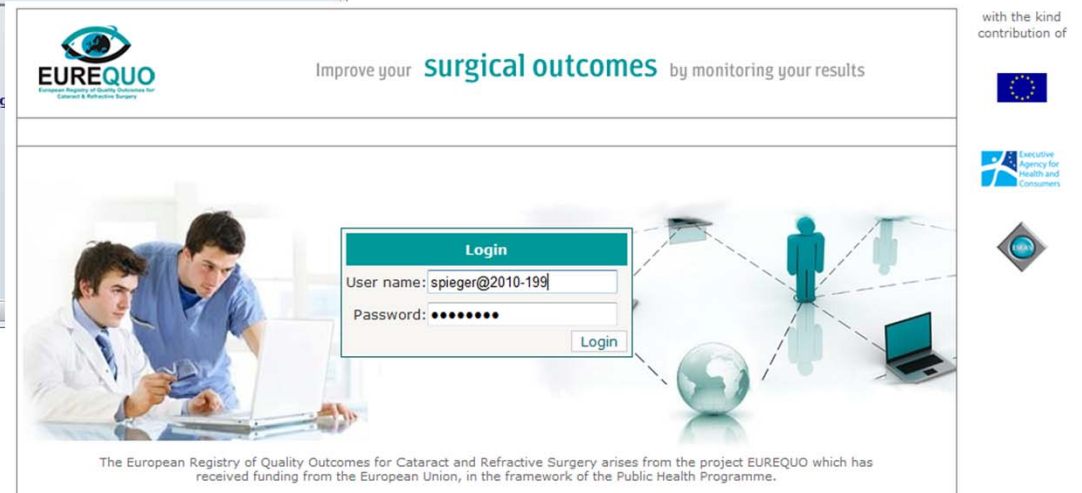 EUREQUO
European Registry of Quality Outcomes for
Cataract & Refractive Surgery
Improve your surgical outcomes by monitoring your results
with the kind
contribution of
Executive
Agency for
Health and
Consumers
ESCRS
Login
User name: spieger@2010-199
Password: ●●●●●●●●
Login
The European Registry of Quality Outcomes for Cataract and Refractive Surgery arises from the project EUREQUO which has
received funding from the European Union, in the framework of the Public Health Programme.